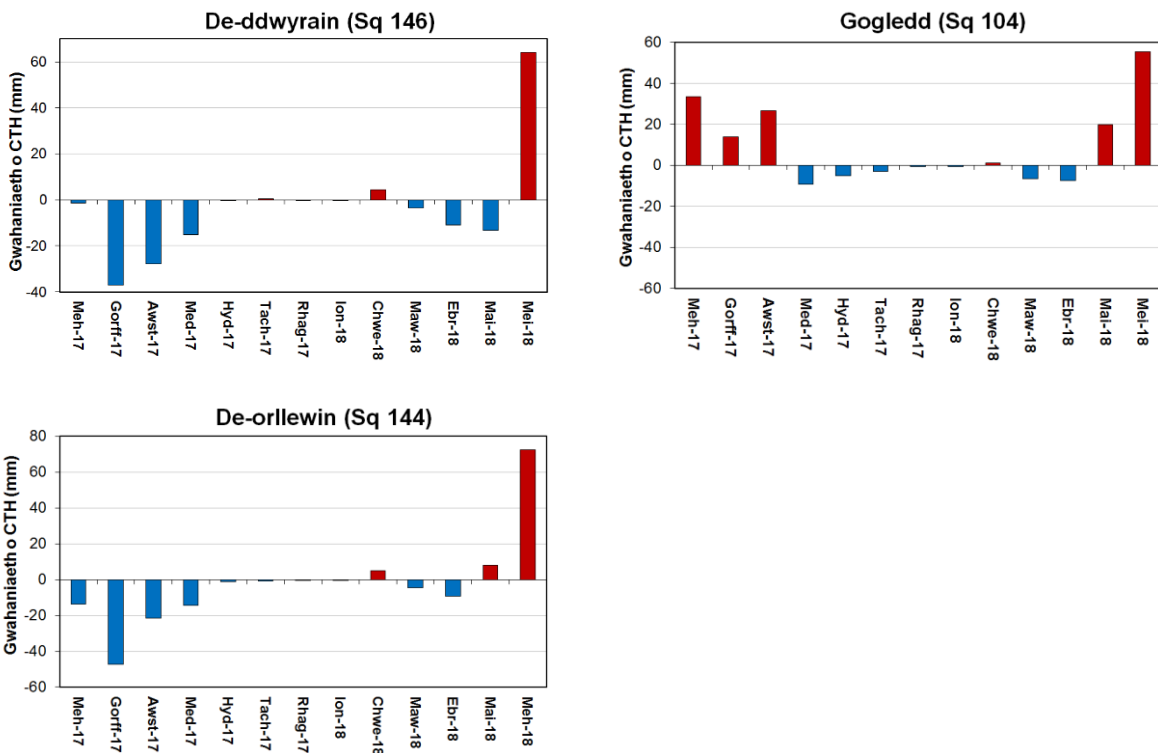 De-ddwyrain (Sq 146)
Gwahaniaeth o CTH (mm)
60
40
20
0
-20
-40
Meh-17
Gorff-17
Awst-17
Med-17
Hyd-17
Tach-17
Rhag-17
Ion-18
Chwe-18
Maw-18
Ebr-18
Mai-18
Mei-18
Gogledd (Sq 104)
Gwahaniaeth o CTH (mm)
60
40
20
0
-20
-40
-60
Meh-17
Gorff-17
Awst-17
Med-17
Hyd-17
Tach-17
Rhag-17
Ion-18
Chwe-18
Maw-18
Ebr-18
Mai-18
Mei-18
De-orllewin (Sq 144)
Gwahaniaeth o CTH (mm)
80
60
40
20
0
-20
-40
-60
Meh-17
Gorff-17
Awst-17
Med-17
Hyd-17
Tach-17
Rhag-17
Ion-18
Chwe-18
Maw-18
Ebr-18
Mai-18
Meh-18